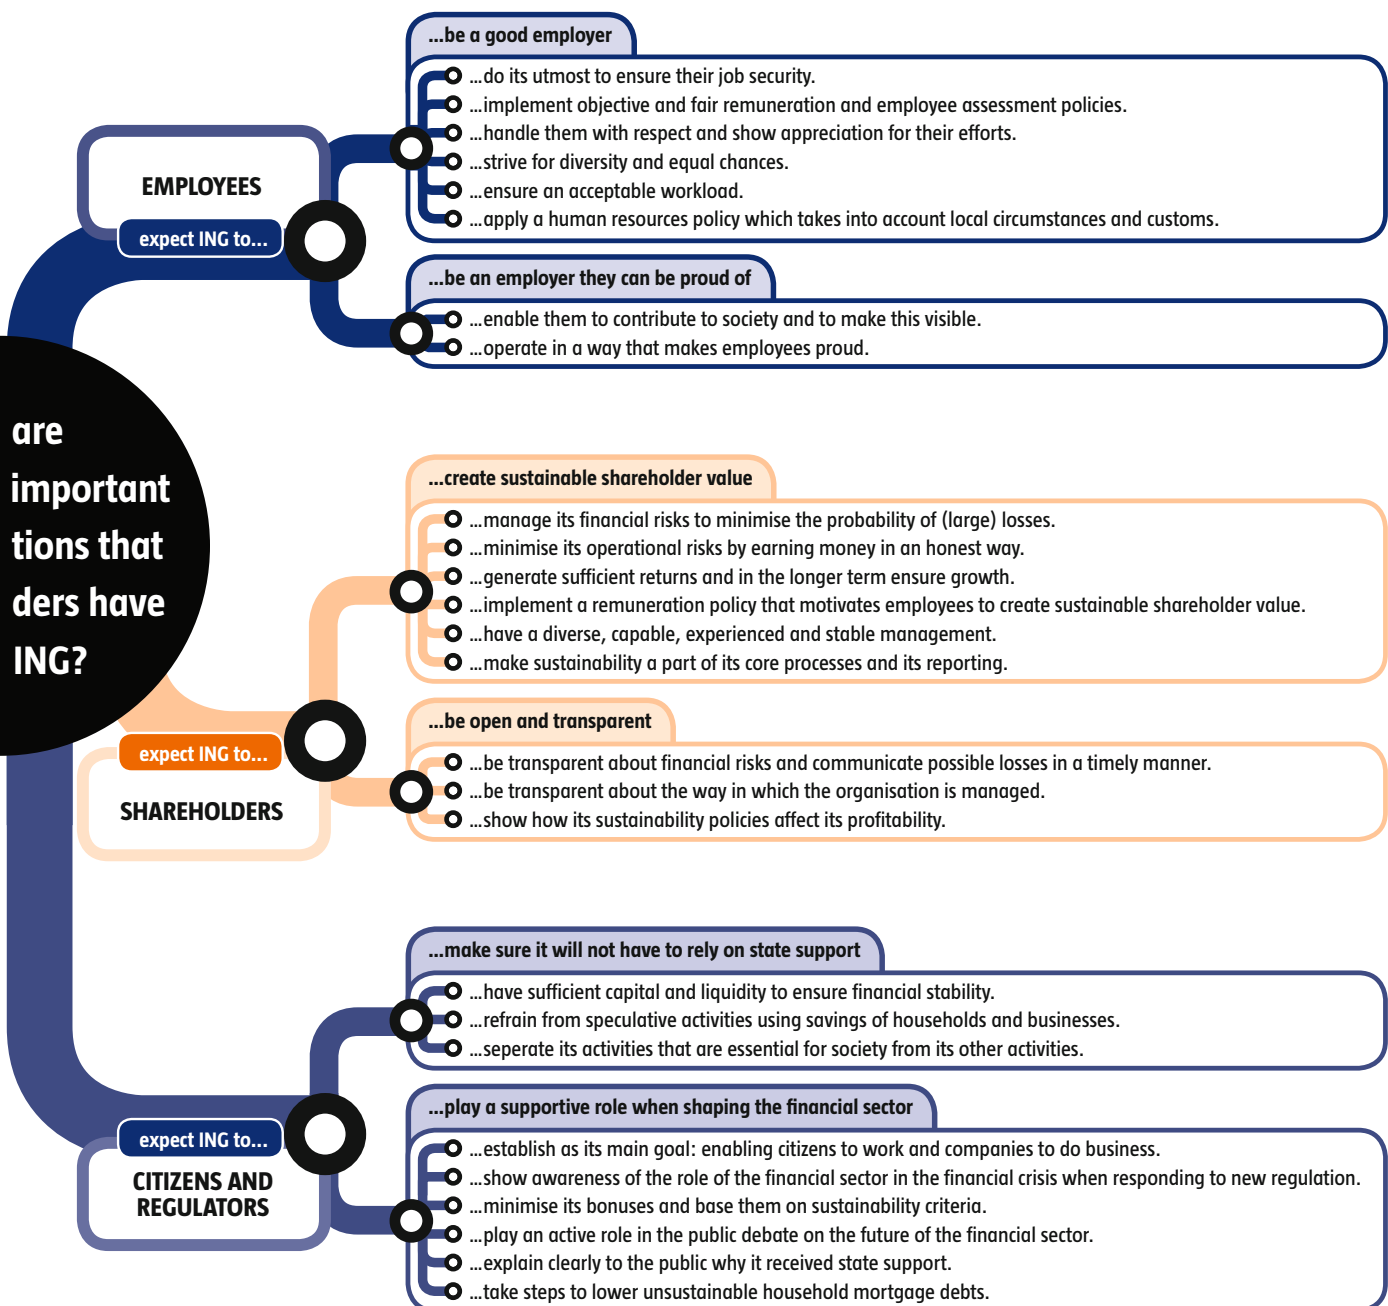 ...be a good employer
...do its utmost to ensure their job security.
...implement objective and fair remuneration and employee assessment policies.
...handle them with respect and show appreciation for their efforts.
...strive for diversity and equal chances.
...ensure an acceptable workload.
...apply a human resources policy which takes into account local circumstances and customs.
EMPLOYEES
expect ING to...
...be an employer they can be proud of
...enable them to contribute to society and to make this visible.
...operate in a way that makes employees proud.
are
important
tions that
ders have
ING?
...create sustainable shareholder value
...manage its financial risks to minimise the probability of (large) losses.
...minimise its operational risks by earning money in an honest way.
...generate sufficient returns and in the longer term ensure growth.
...implement a remuneration policy that motivates employees to create sustainable shareholder value.
...have a diverse, capable, experienced and stable management.
...make sustainability a part of its core processes and its reporting.
expect ING to...
SHAREHOLDERS
...be open and transparent
...be transparent about financial risks and communicate possible losses in a timely manner.
...be transparent about the way in which the organisation is managed.
...show how its sustainability policies affect its profitability.
...make sure it will not have to rely on state support
...have sufficient capital and liquidity to ensure financial stability.
...refrain from speculative activities using savings of households and businesses.
...seperate its activities that are essential for society from its other activities.
expect ING to...
CITIZENS AND
REGULATORS
...play a supportive role when shaping the financial sector
...establish as its main goal: enabling citizens to work and companies to do business.
...show awareness of the role of the financial sector in the financial crisis when responding to new regulation.
...minimise its bonuses and base them on sustainability criteria.
...play an active role in the public debate on the future of the financial sector.
...explain clearly to the public why it received state support.
...take steps to lower unsustainable household mortgage debts.